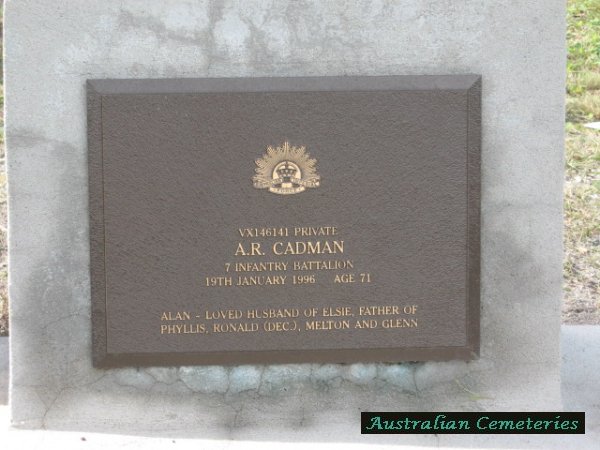 VX146141 PRIVATE
A.R. CADMAN
7 INFANTRY BATTALION
19TH JANUARY 1996 AGE 71
ALAN - LOVED HUSBAND OF ELSIE, FATHER OF
PHYLLIS, RONALD (DEC.), MELTON AND GLENN
Australian Cemeteries